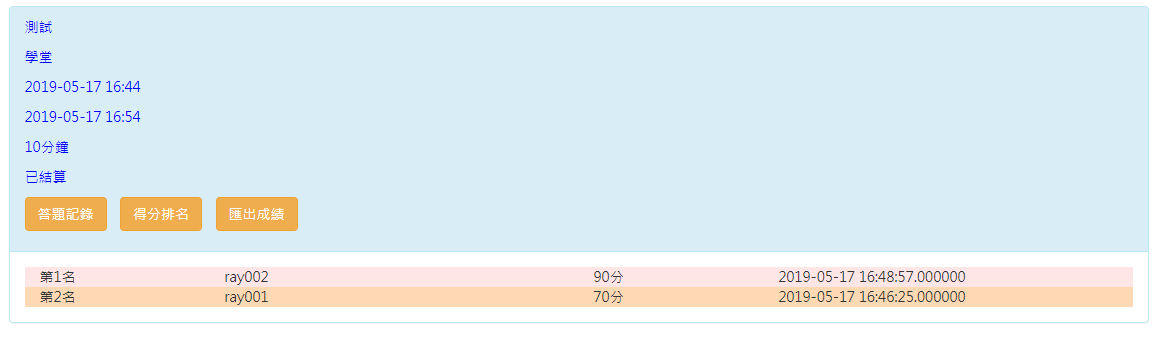 測試
學堂
2019-05-17 16:44
2019-05-17 16:54
10分鐘
已結算
答題記錄 得分排名 匯出成績
第1名 ray002 90分 2019-05-17 16:48:57.000000
第2名 ray001 70分 2019-05-17 16:46:25.000000